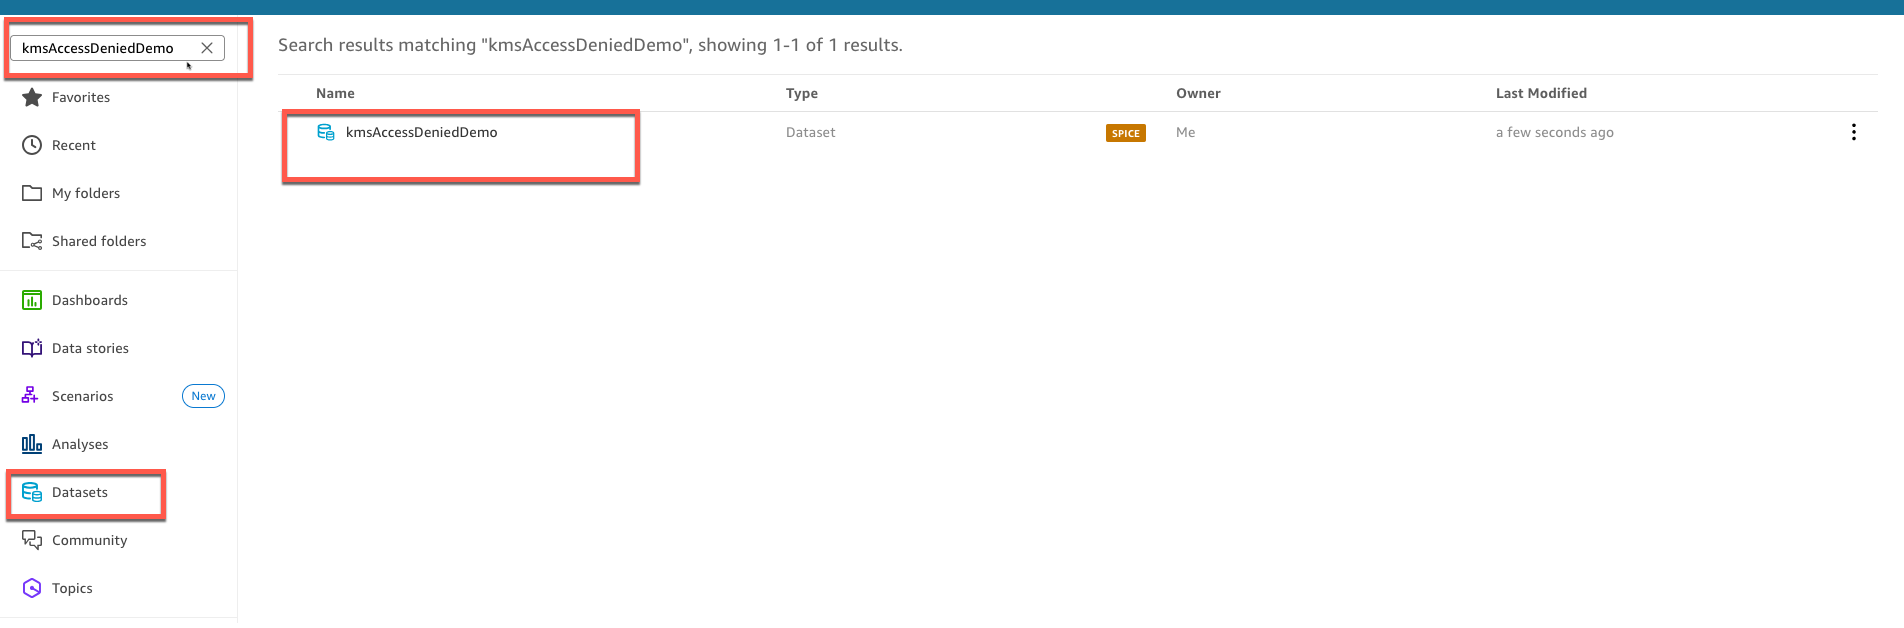 kmsAccessDeniedDemo
Favorites
Recent
My folders
Shared folders
Dashboards
Data stories
Scenarios New
Analyses
Datasets
Community
Topics
Search results matching "kmsAccessDeniedDemo", showing 1-1 of 1 results.
Name Type Owner Last Modified
kmsAccessDeniedDemo Dataset SPICE Me a few seconds ago